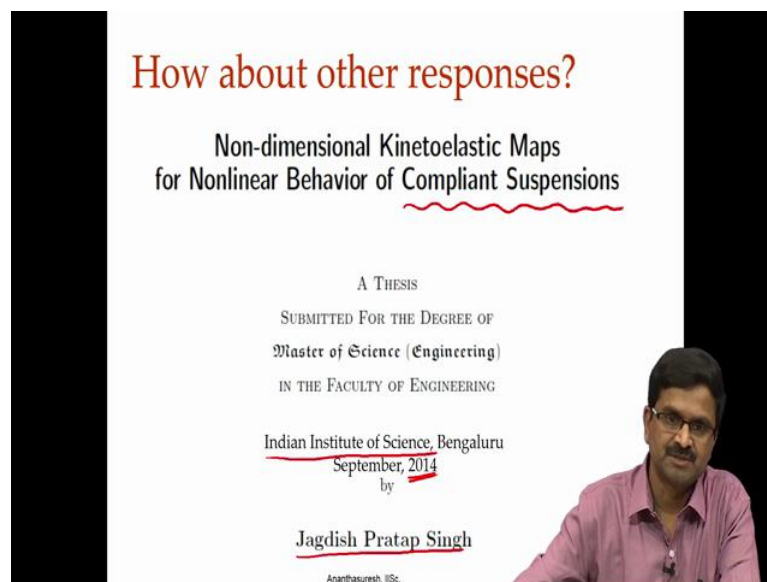 How about other responses?
Non-dimensional Kinetoelastic Maps
for Nonlinear Behavior of Compliant Suspensions
A Thesis
Submitted For the Degree of
Master of Science (Engineering)
in the Faculty of Engineering
Indian Institute of Science, Bengaluru
September, 2014
by
Jagdish Pratap Singh
Ananthasuresh, IISc.